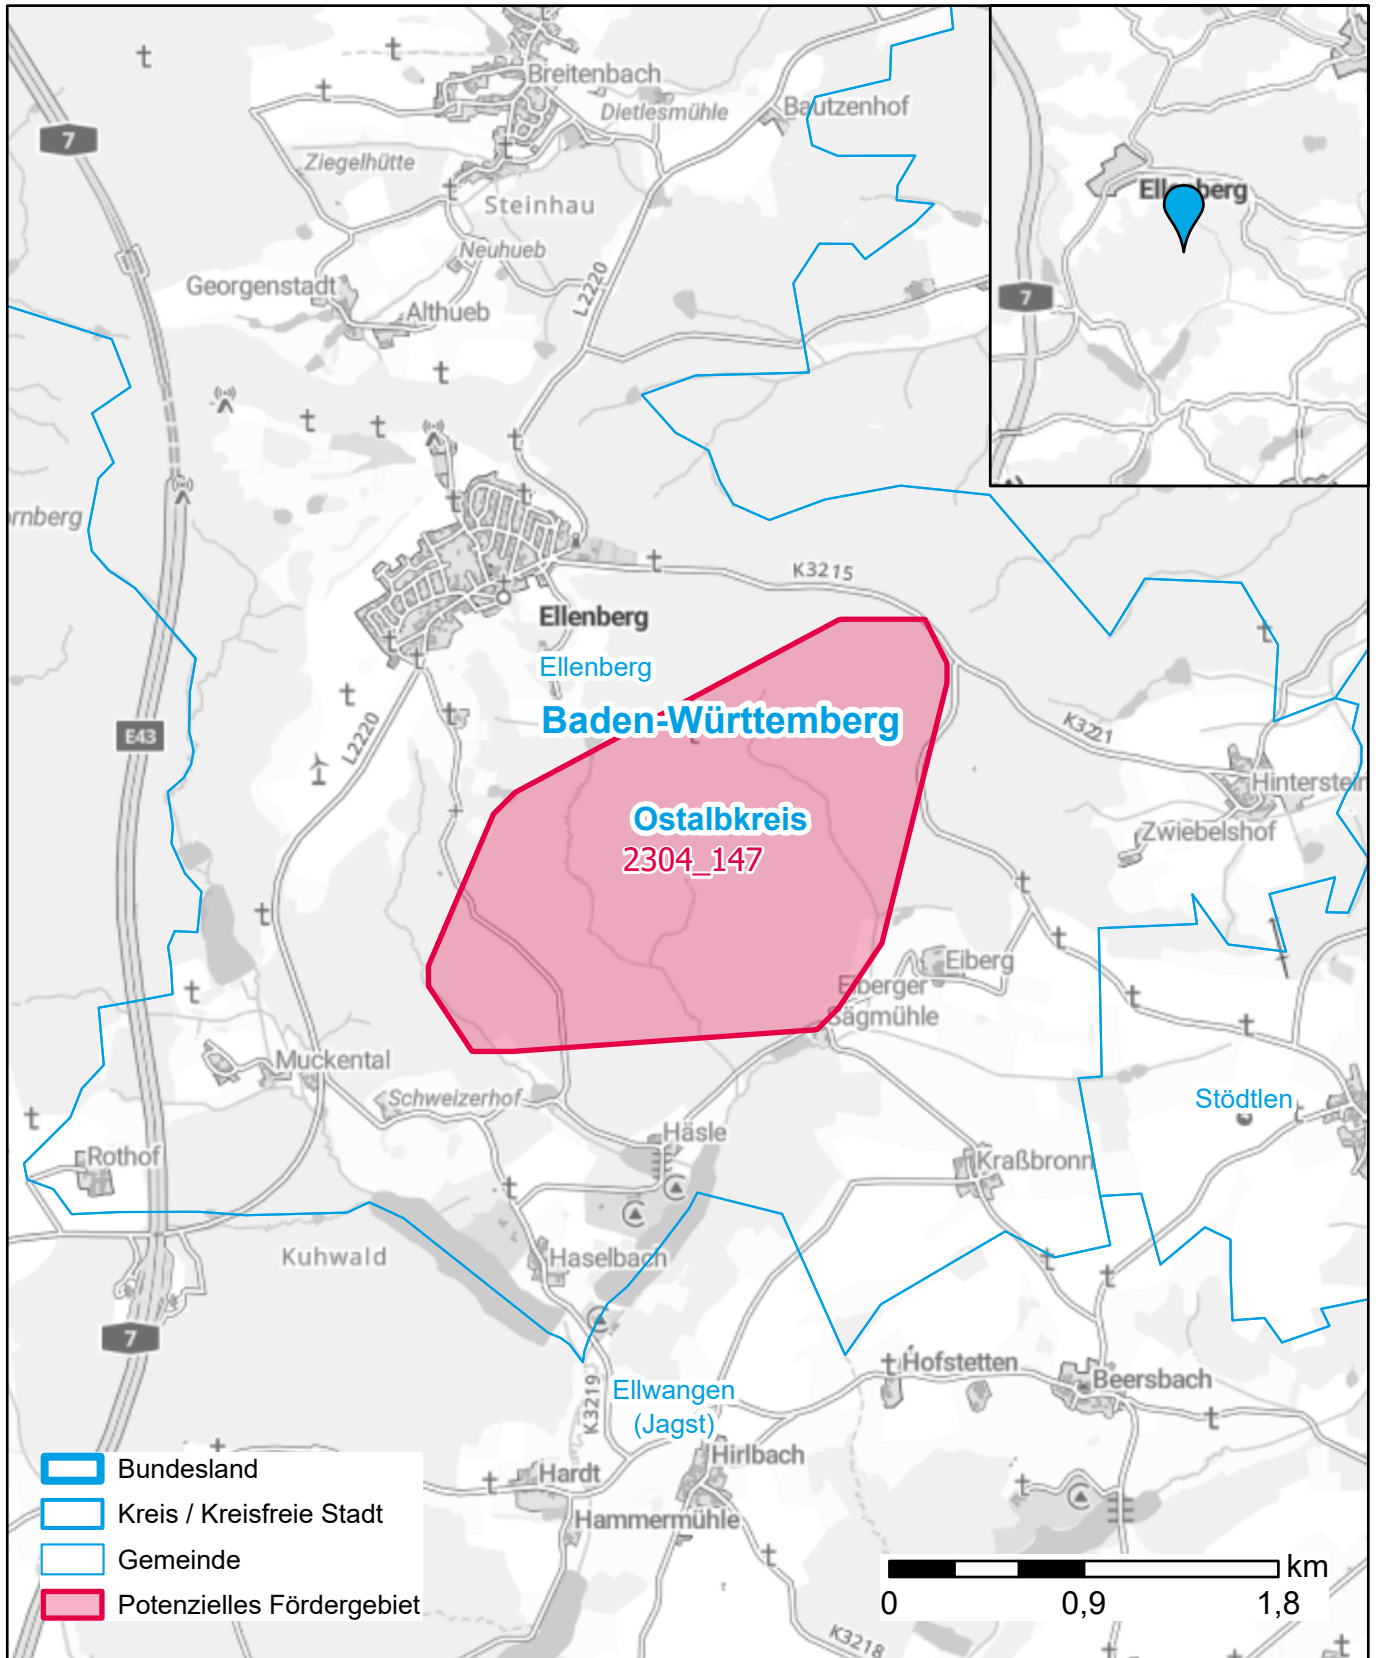 Breitenbach
Dietlesmühle
Bautzenhof
7
Ziegelhütte
Steinhau
Neuhueb
Georgenstadt
Althueb
L2220
Ellenberg
7
rnberg
K3215
Ellenberg
Ellenberg
Baden-Württemberg
E43
L2220
K3221
Hinterstein
Zwiebelshof
Ostalbkreis
2304_147
Eiberg
Eiberger
Sägmühle
Muckental
Schweizerhof
Stödtlen
Häsle
Rothof
Kraßbronn
Kuhwald
Haselbach
7
Hofstetten
Beersbach
K3219
Ellwangen
(Jagst)
Hirlbach
Hardt
Hammermühle
K3218
Bundesland
Kreis / Kreisfreie Stadt
Gemeinde
Potenzielles Fördergebiet
km
0 0,9 1,8